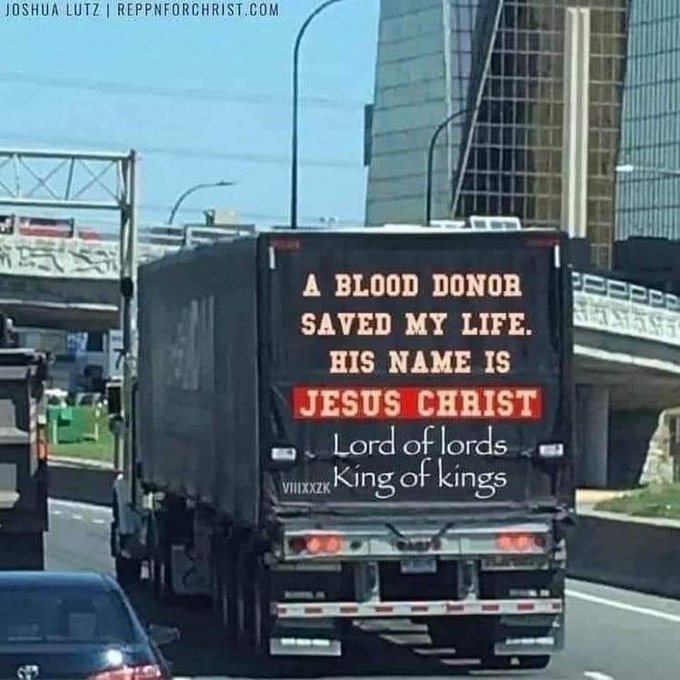 JOSHUA LUTZ | REPPNFORCHRIST.COM
A BLOOD DONOR
SAVED MY LIFE.
HIS NAME IS
JESUS CHRIST
Lord of lords
VIIIXXZK King of kings